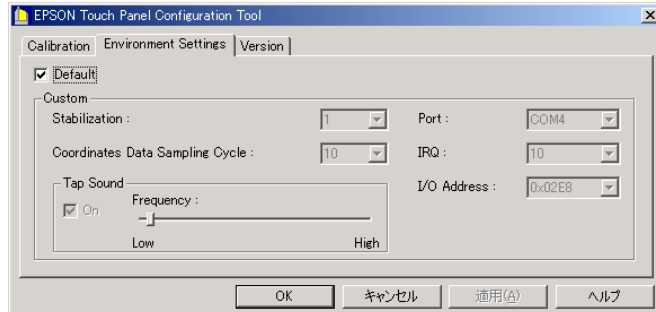 EPSON Touch Panel Configuration Tool
Calibration Environment Settings Version
Default
Custom
Stabilization : 1 Port : COM4
Coordinates Data Sampling Cycle : 10 IRQ : 10
Tap Sound I/O Address : 0x02E8
On Frequency :
Low High
OK キャンセル 適用(A) ヘルプ